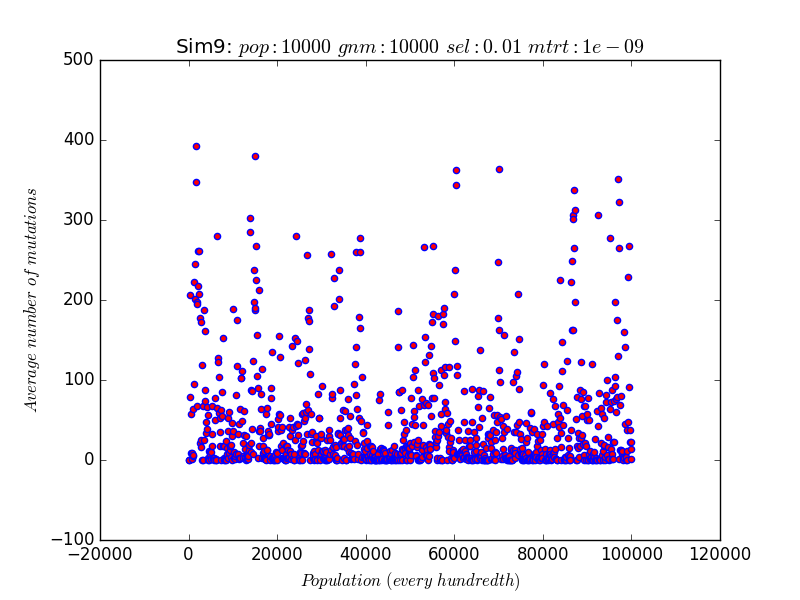 Sim9: pop : 10000 gnm : 10000 sel : 0.01 mtrt : 1e − 09
500
400
300
200
100
0
−100
Average number of mutations
−20000 0 20000 40000 60000 80000 100000 120000
Population (every hundredth)